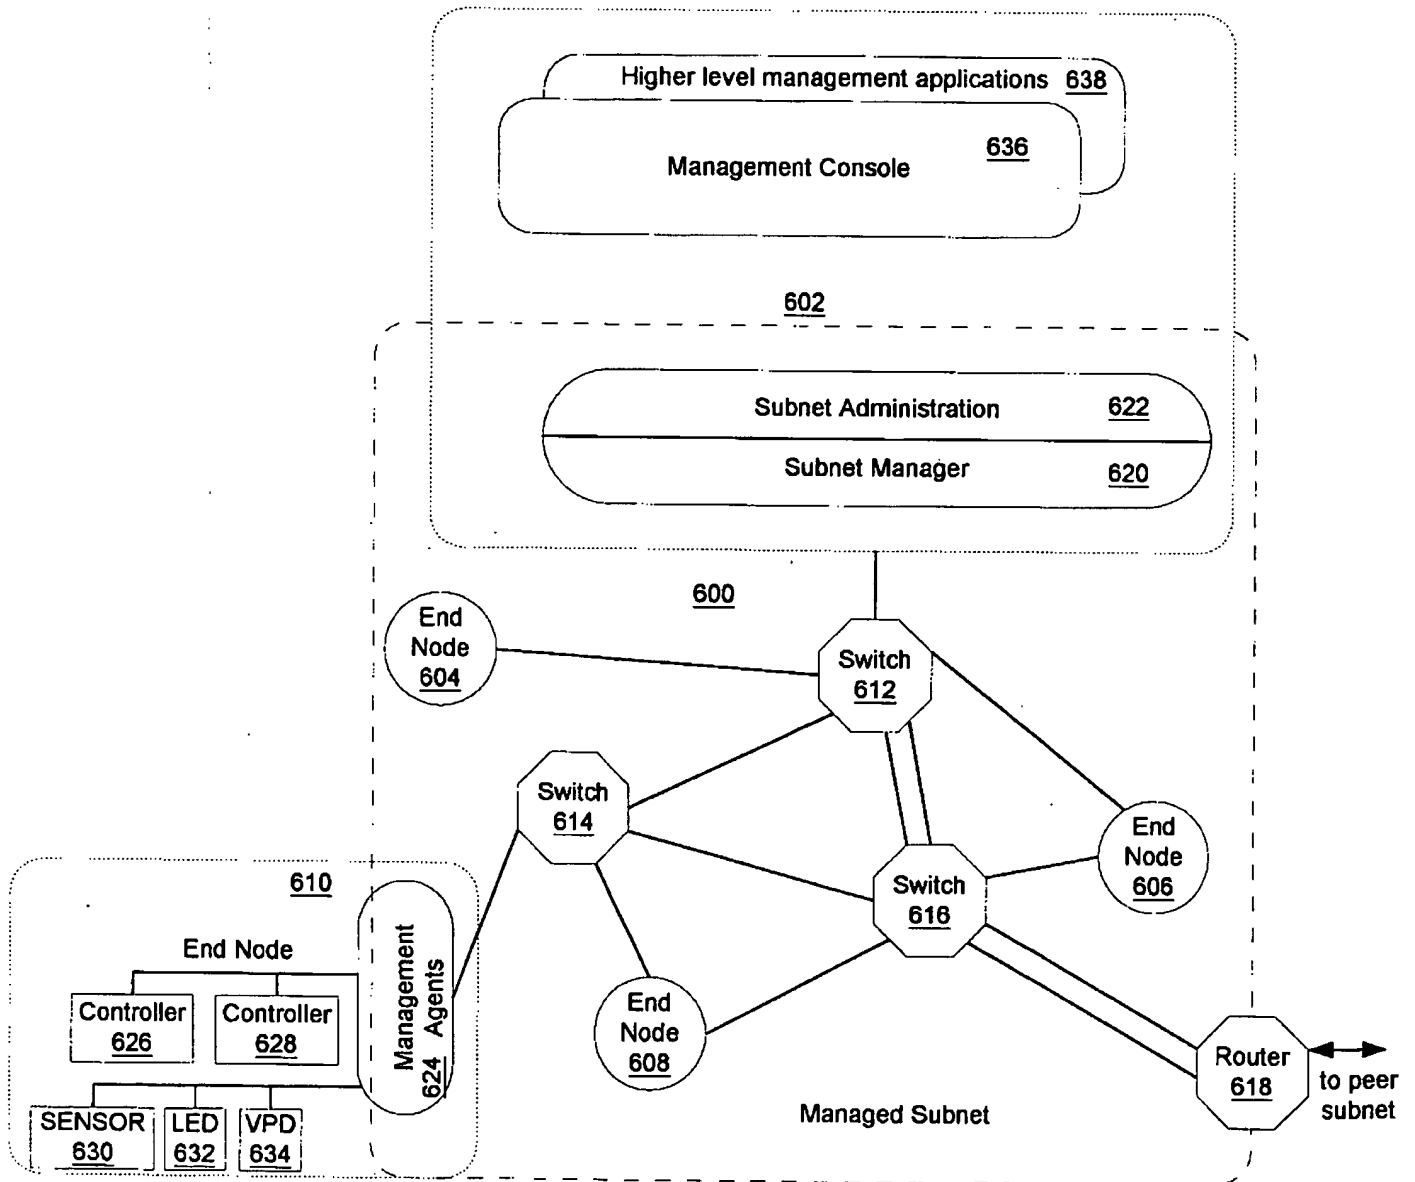 Higher level management applications 638
Management Console 636
602
Subnet Administration 622
Subnet Manager 620
600
End
Node
604
Switch
612
Switch
614
End
Node
606
Switch
616
610
End Node
Controller
626
Controller
628
Management
624 Agents
SENSOR
630
LED
632
VPD
634
End
Node
608
Router
618
to peer
subnet
Managed Subnet